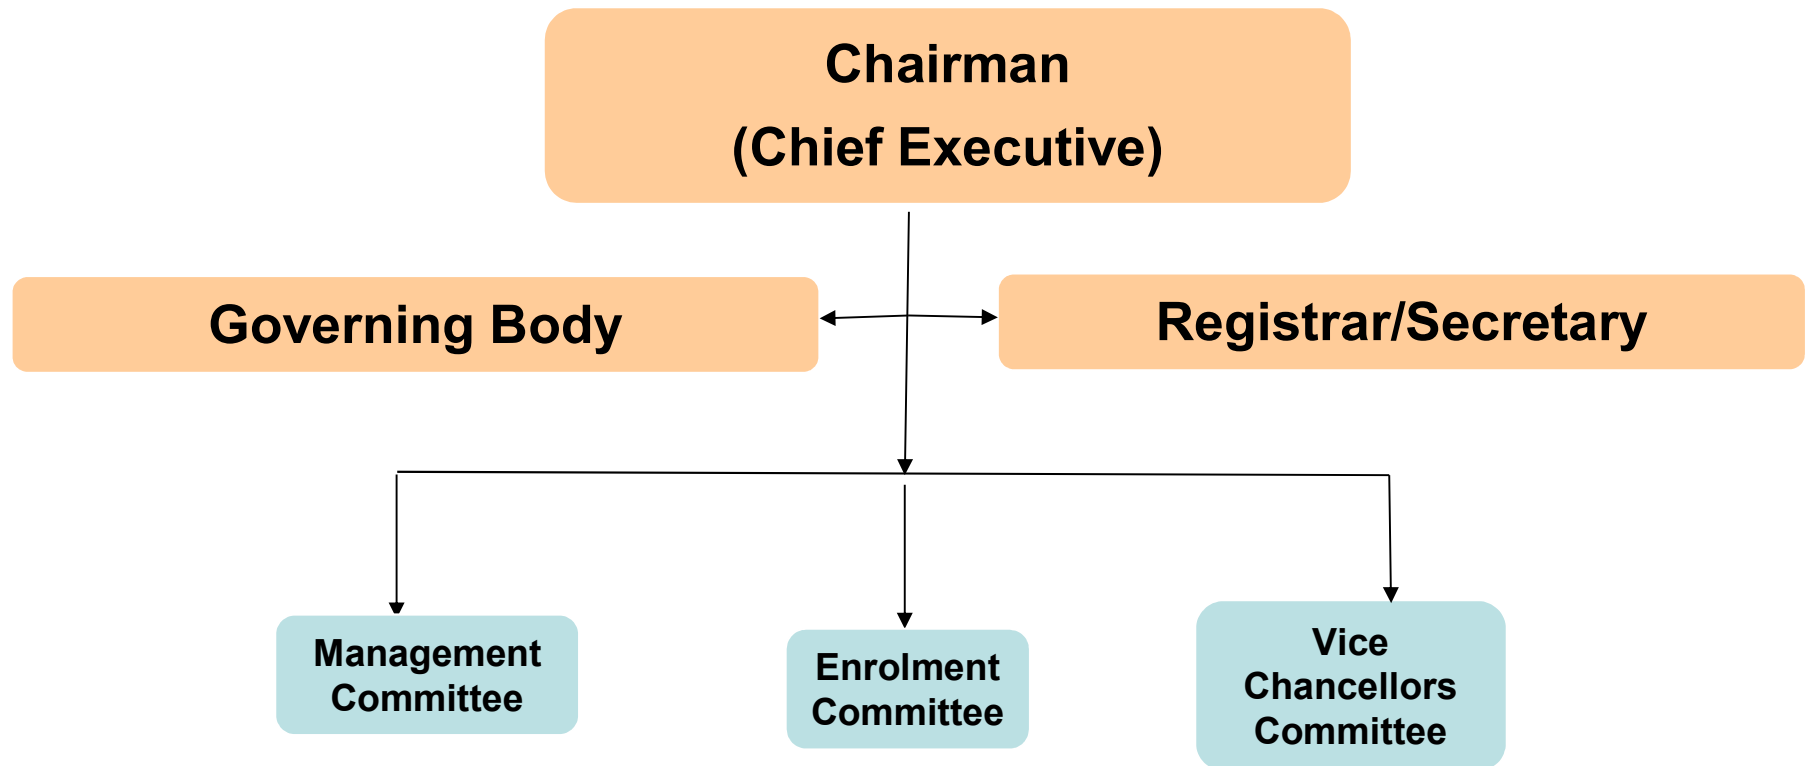 Chairman
(Chief Executive)
Governing Body
Registrar/Secretary
Management
Committee
Enrolment
Committee
Vice
Chancellors
Committee